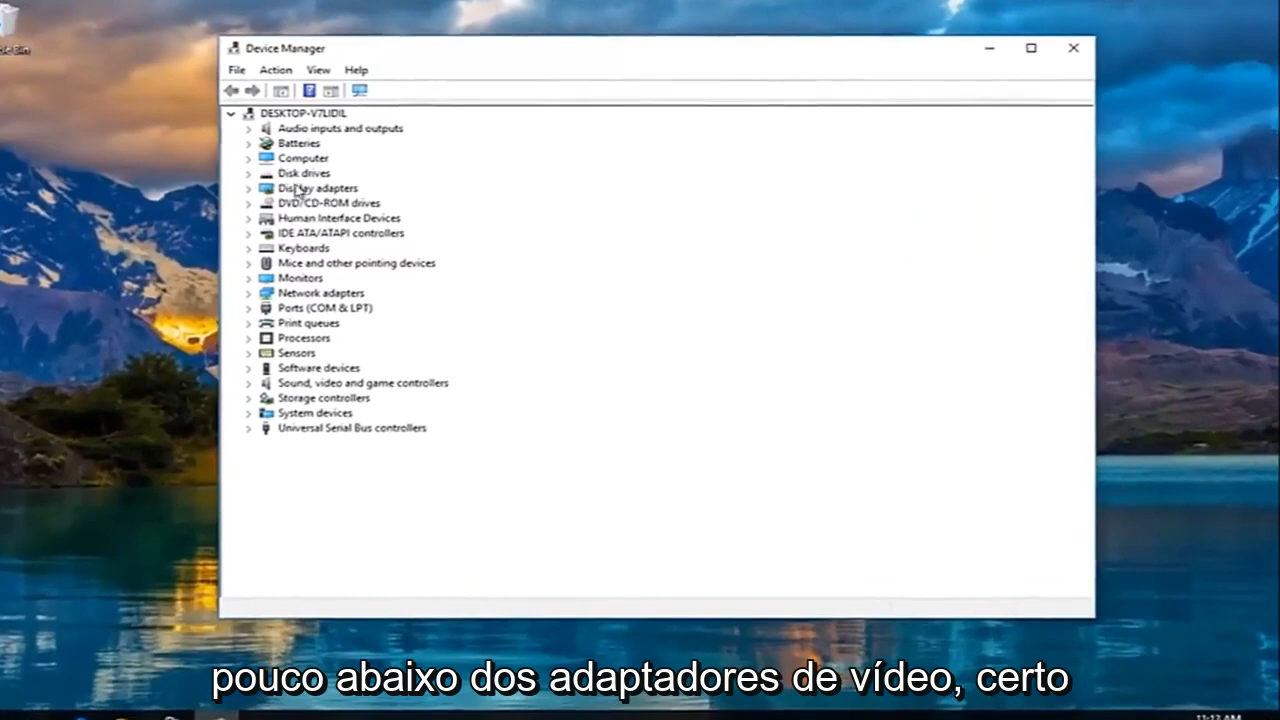 Device Manager
File Action View Help
DESKTOP-V7LIDIL
Audio inputs and outputs
Batteries
Computer
Disk drives
Display adapters
DVD/CD-ROM drives
Human Interface Devices
IDE ATA/ATAPI controllers
Keyboards
Mice and other pointing devices
Monitors
Network adapters
Ports (COM & LPT)
Print queues
Processors
Sensors
Software devices
Sound, video and game controllers
Storage controllers
System devices
Universal Serial Bus controllers
pouco abaixo dos adaptadores de vídeo, certo